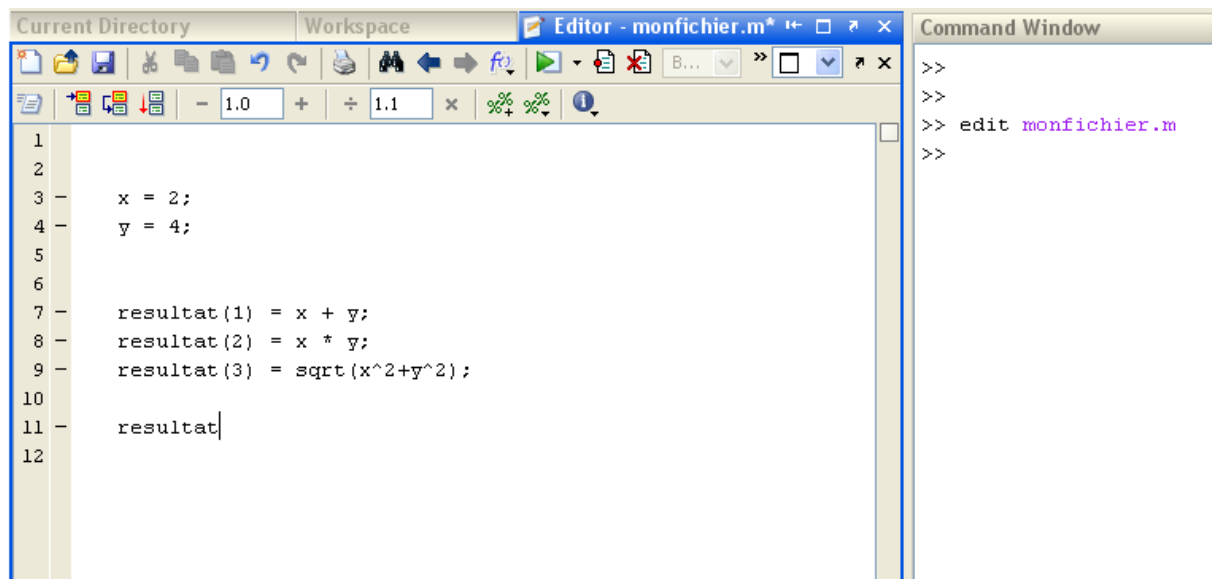 Current Directory
Workspace
Editor - monfichier.m*
B...
1.0
1.1
1
2
3 – x = 2;
4 – y = 4;
5
6
7 – resultat(1) = x + y;
8 – resultat(2) = x * y;
9 – resultat(3) = sqrt(x^2+y^2);
10
11 – resultat
12
Command Window
>>
>>
>> edit monfichier.m
>>